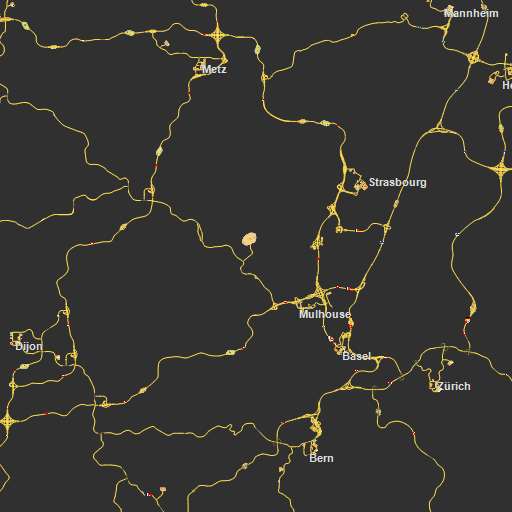 Mannheim
Metz
Strasbourg
Mulhouse
Dijon
Basel
Zürich
Bern